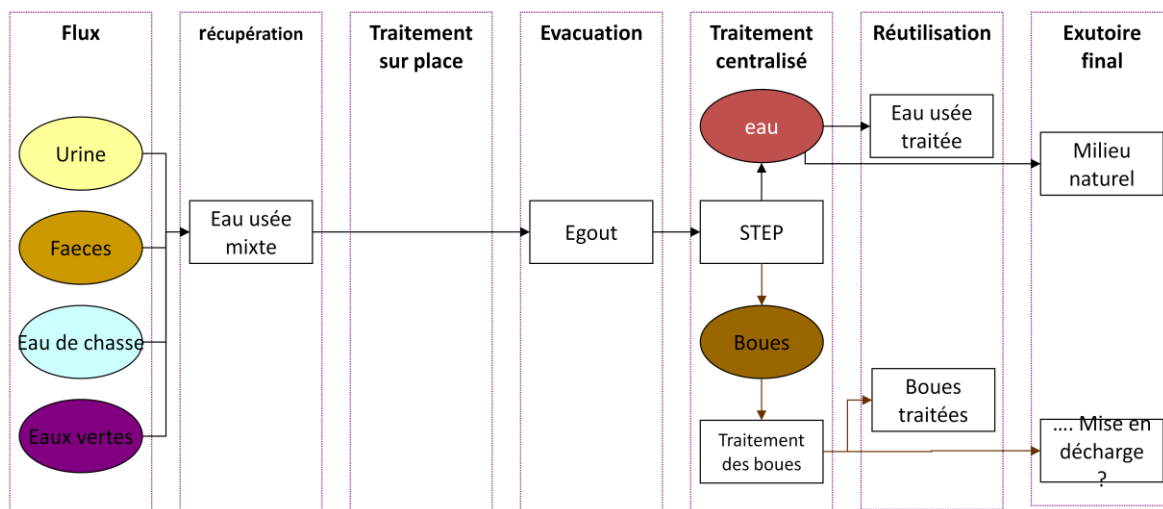 Flux
récupération
Traitement
sur place
Evacuation
Traitement
centralisé
Réutilisation
Exutoire
final
Urine
Faeces
Eau de chasse
Eaux vertes
Eau usée
mixte
Egout
eau
STEP
Boues
Traitement
des boues
Eau usée
traitée
Boues
traitées
Milieu
naturel
.... Mise en
décharge
?